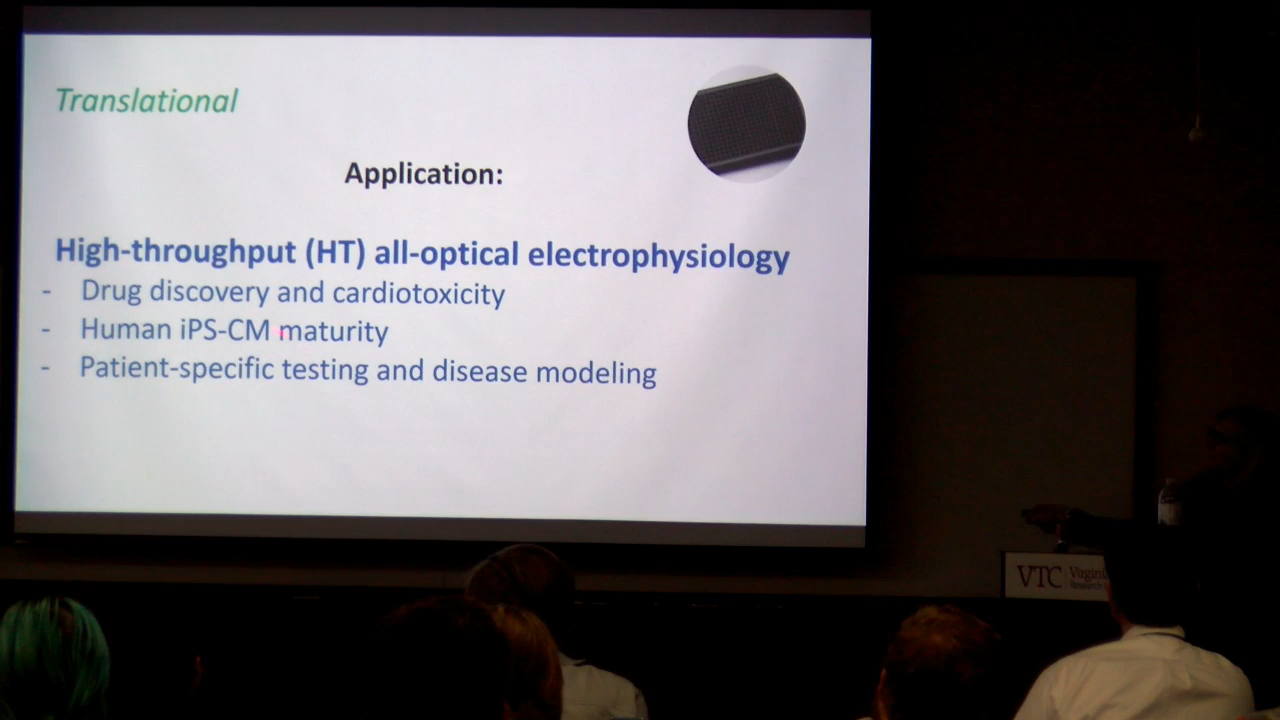 Translational
Application:
High-throughput (HT) all-optical electrophysiology
- Drug discovery and cardiotoxicity
- Human iPS-CM maturity
- Patient-specific testing and disease modeling
VTC
Research